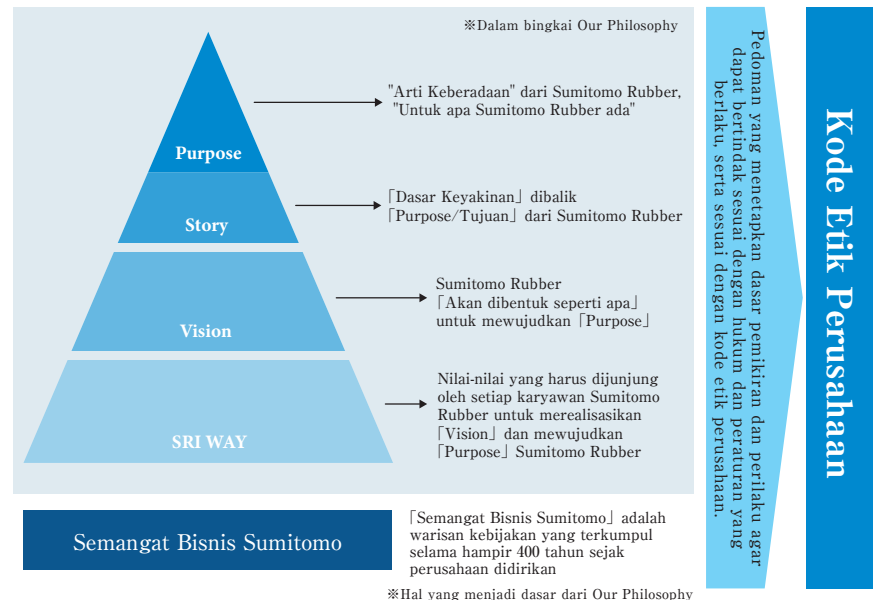 ※Dalam bingkai Our Philosophy
Purpose
"Arti Keberadaan" dari Sumitomo Rubber,
"Untuk apa Sumitomo Rubber ada"
Story
「Dasar Keyakinan」 dibalik
「Purpose/Tujuan」 dari Sumitomo Rubber
Vision
Sumitomo Rubber
「Akan dibentuk seperti apa」
untuk mewujudkan 「Purpose」
SRI WAY
Nilai-nilai yang harus dijunjung
oleh setiap karyawan Sumitomo
Rubber untuk merealisasikan
「Vision」 dan mewujudkan
「Purpose」 Sumitomo Rubber
Semangat Bisnis Sumitomo
「Semangat Bisnis Sumitomo」 adalah
warisan kebijakan yang terkumpul
selama hampir 400 tahun sejak
perusahaan didirikan
※Hal yang menjadi dasar dari Our Philosophy
Pedoman yang menetapkan dasar pemikiran dan perilaku agar
dapat bertindak sesuai dengan hukum dan peraturan yang
berlaku, serta sesuai dengan kode etik perusahaan.
Kode Etik Perusahaan